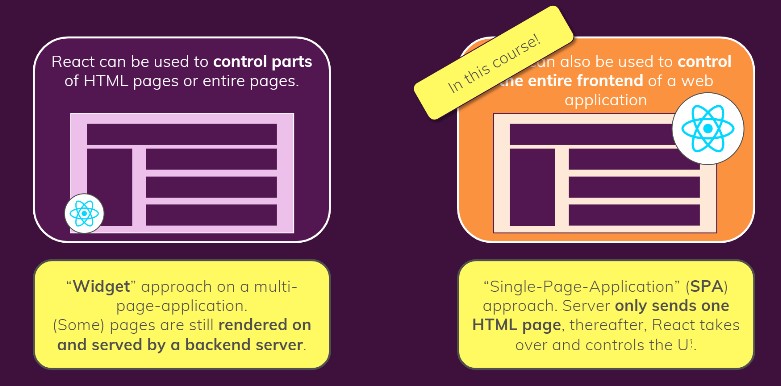 React can be used to control parts
of HTML pages or entire pages.
In this course!
an also be used to control
the entire frontend of a web
application
“Widget” approach on a multi-
page-application.
(Some) pages are still rendered on
and served by a backend server.
“Single-Page-Application” (SPA)
approach. Server only sends one
HTML page, thereafter, React takes
over and controls the UI.